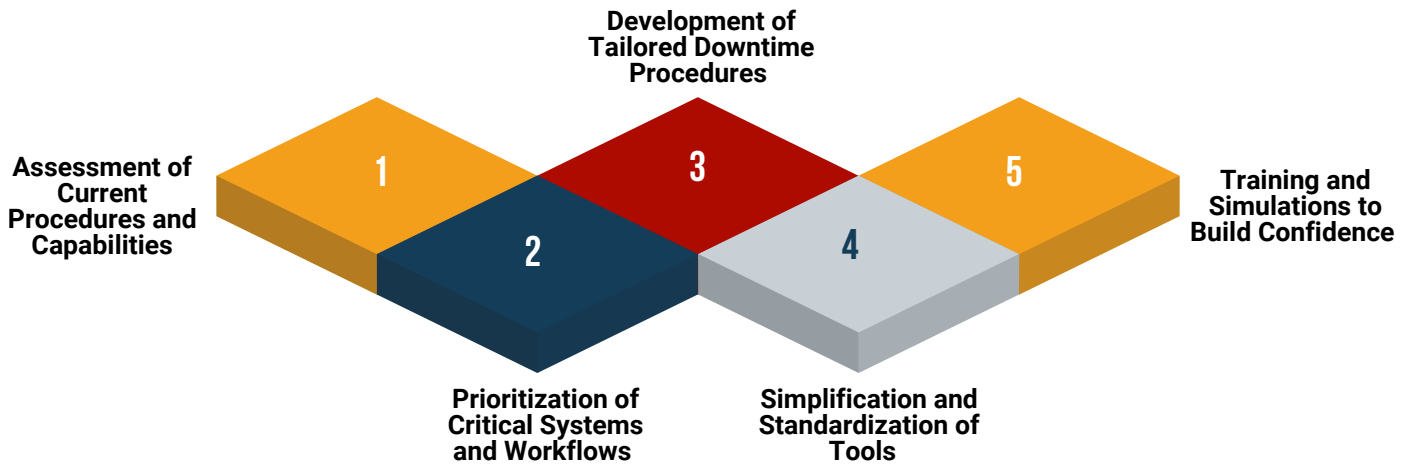 Assessment of
Current
Procedures and
Capabilities
1
2
Prioritization of
Critical Systems
and Workflows
Development of
Tailored Downtime
Procedures
3
4
Simplification and
Standardization of
Tools
5
Training and
Simulations to
Build Confidence